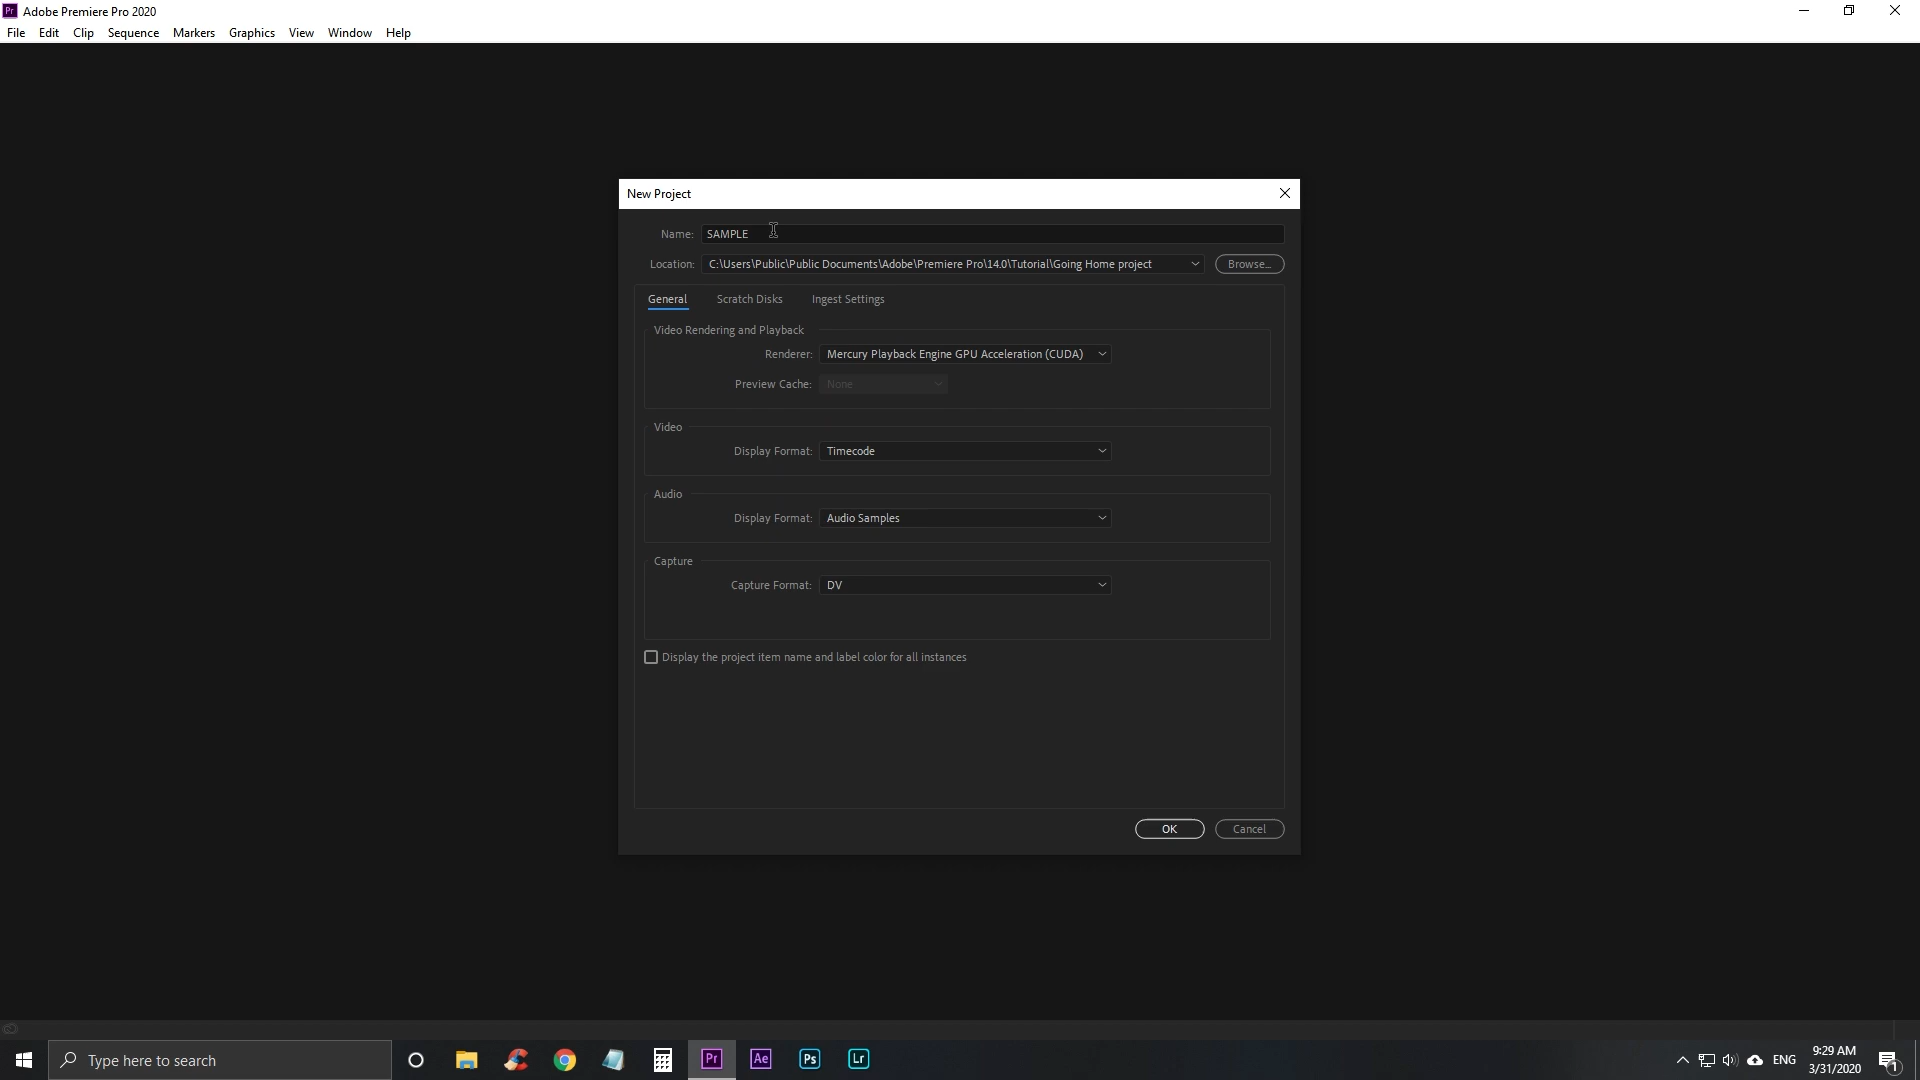 Pr Adobe Premiere Pro 2020
File Edit Clip Sequence Markers Graphics View Window Help
New Project
Name: SAMPLE
Location: C:\Users\Public\Public Documents\Adobe\Premiere Pro\14.0\Tutorial\Going Home project Browse...
General Scratch Disks Ingest Settings
Video Rendering and Playback
Renderer: Mercury Playback Engine GPU Acceleration (CUDA)
Preview Cache: None
Video
Display Format: Timecode
Audio
Display Format: Audio Samples
Capture
Capture Format: DV
Display the project item name and label color for all instances
OK Cancel
Type here to search Pr Ae Ps Lr ENG 9:29 AM
3/31/2020 1